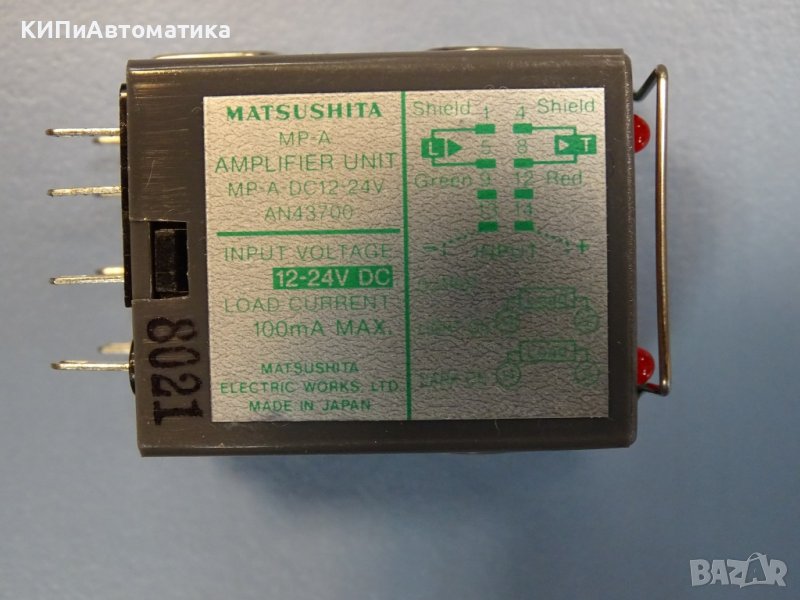 КИПиАвтоматика
MATSUSHITA
MP-A
AMPLIFIER UNIT
MP-A DC12-24V
AN43700
INPUT VOLTAGE
12-24V DC
LOAD CURRENT
100mA MAX.
MATSUSHITA
ELECTRIC WORKS, LTD.
MADE IN JAPAN
8021
Shield 1 4 Shield
L 5 8 T
Green 9 12 Red
13 14
- INPUT +
BAZAR